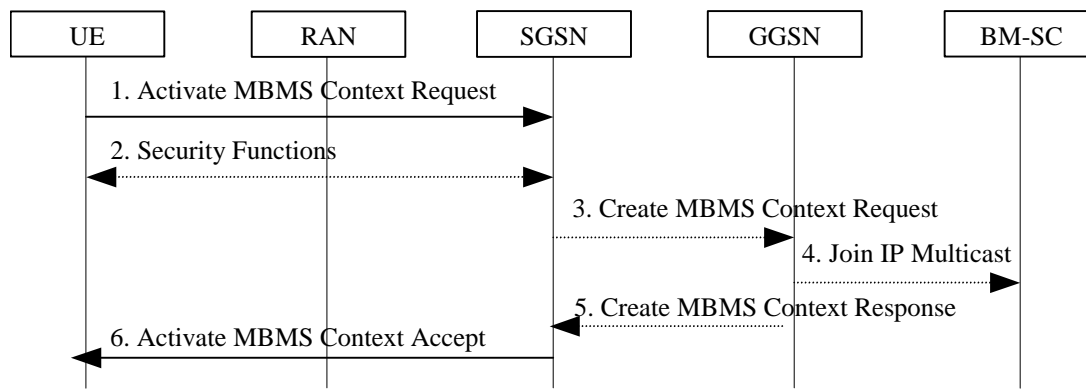 UE
RAN
SGSN
GGSN
BM-SC
1. Activate MBMS Context Request
2. Security Functions
3. Create MBMS Context Request
4. Join IP Multicast
5. Create MBMS Context Response
6. Activate MBMS Context Accept